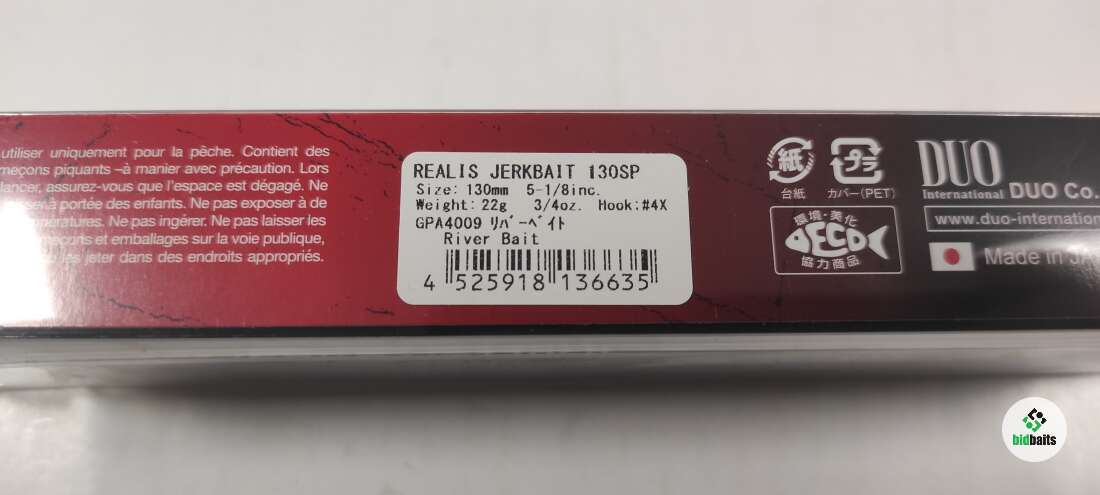 utiliser uniquement pour la pêche. Contient des
meçons piquants –à manier avec précaution. Lors
lancer, assurez-vous que l'espace est dégagé. Ne
à portée des enfants. Ne pas exposer à de
températures. Ne pas ingérer. Ne pas laisser les
et emballages sur la voie publique,
les jeter dans des endroits appropriés.
REALIS JERKBAIT 130SP
Size: 130mm 5-1/8inc.
Weight: 22g 3/4oz. Hook:#4X
GPA4009 リバーベイト
River Bait
4 525918 136635
紙
台紙
プラ
カバー(PET)
環境・美化
ECO
協力商品
DUO
International DUO Co.
www.duo-internation
Made in JA
bidbaits